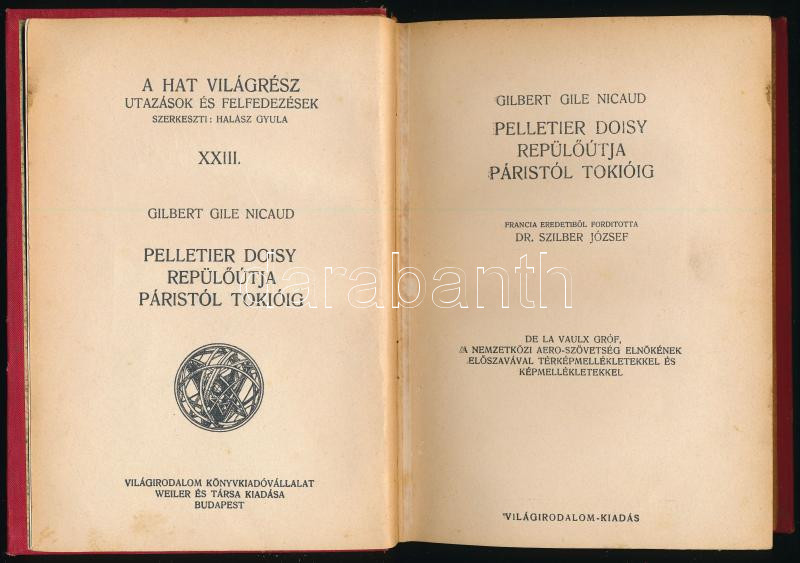 A HAT VILÁGRÉSZ
UTAZÁSOK ÉS FELFEDEZÉSEK
SZERKESZTI: HALÁSZ GYULA
XXIII.
GILBERT GILE NICAUD
PELLETIER DOISY
REPÜLŐÚTJA
PÁRISTÓL TOKIÓIG
VILÁGIRODALOM KÖNYVKIADÓVÁLLALAT
WEILER ÉS TÁRSA KIADÁSA
BUDAPEST
GILBERT GILE NICAUD
PELLETIER DOISY
REPÜLŐÚTJA
PÁRISTÓL TOKIÓIG
FRANCIA EREDETIBŐL FORDITOTTA
DR. SZILBER JÓZSEF
DE LA VAULX GRÓF,
A NEMZETKÖZI AERO-SZÖVETSÉG ELNÖKÉNEK
ELŐSZAVÁVAL TÉRKÉPMELLÉKLETEKKEL ÉS
KÉPMELLÉKLETEKKEL
VILÁGIRODALOM-KIADÁS
darabanth